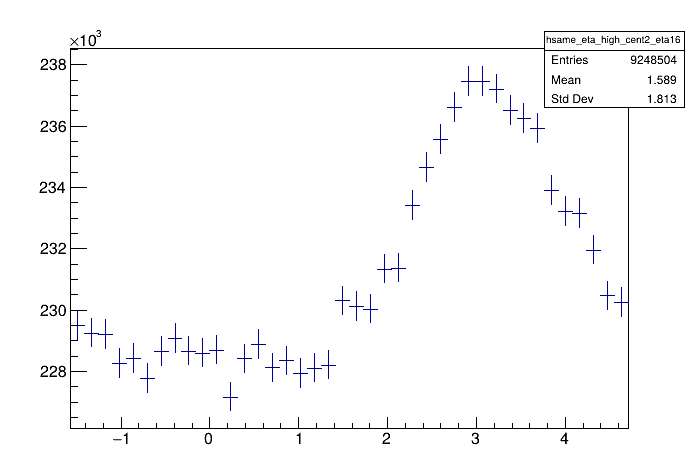 ×10³
hsame_eta_high_cent2_eta16
Entries 9248504
Mean 1.589
Std Dev 1.813
238
236
234
232
230
228
−1 0 1 2 3 4